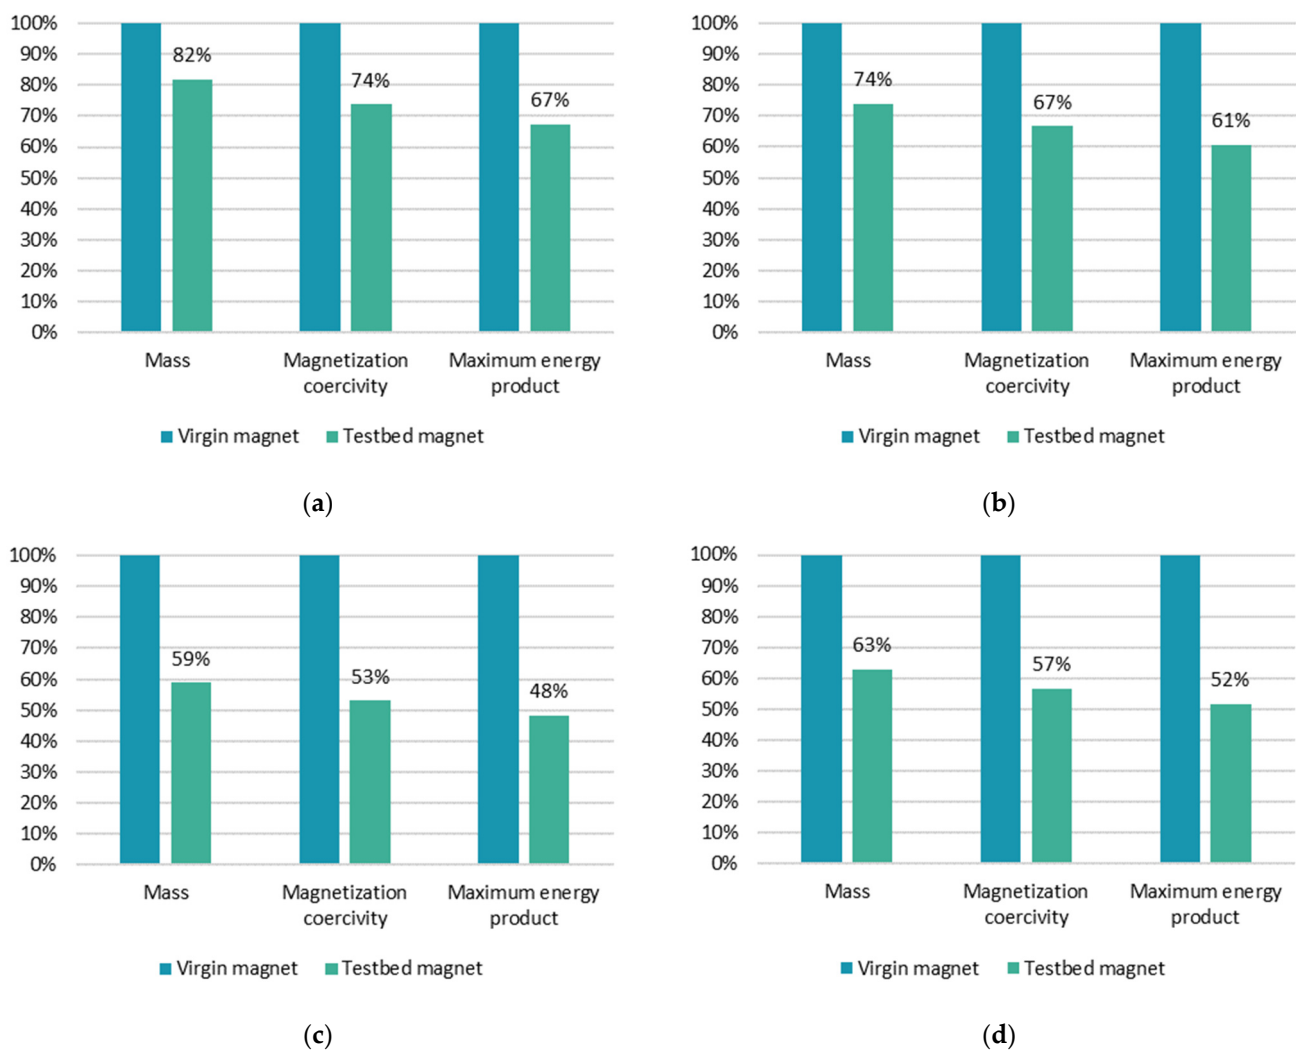 100%
90%
80%
70%
60%
50%
40%
30%
20%
10%
0%
82%
74%
67%
Mass
Magnetization
coercivity
Maximum energy
product
Virgin magnet
Testbed magnet
(a)
100%
90%
80%
70%
60%
50%
40%
30%
20%
10%
0%
74%
67%
61%
Mass
Magnetization
coercivity
Maximum energy
product
Virgin magnet
Testbed magnet
(b)
100%
90%
80%
70%
60%
50%
40%
30%
20%
10%
0%
59%
53%
48%
Mass
Magnetization
coercivity
Maximum energy
product
Virgin magnet
Testbed magnet
(c)
100%
90%
80%
70%
60%
50%
40%
30%
20%
10%
0%
63%
57%
52%
Mass
Magnetization
coercivity
Maximum energy
product
Virgin magnet
Testbed magnet
(d)